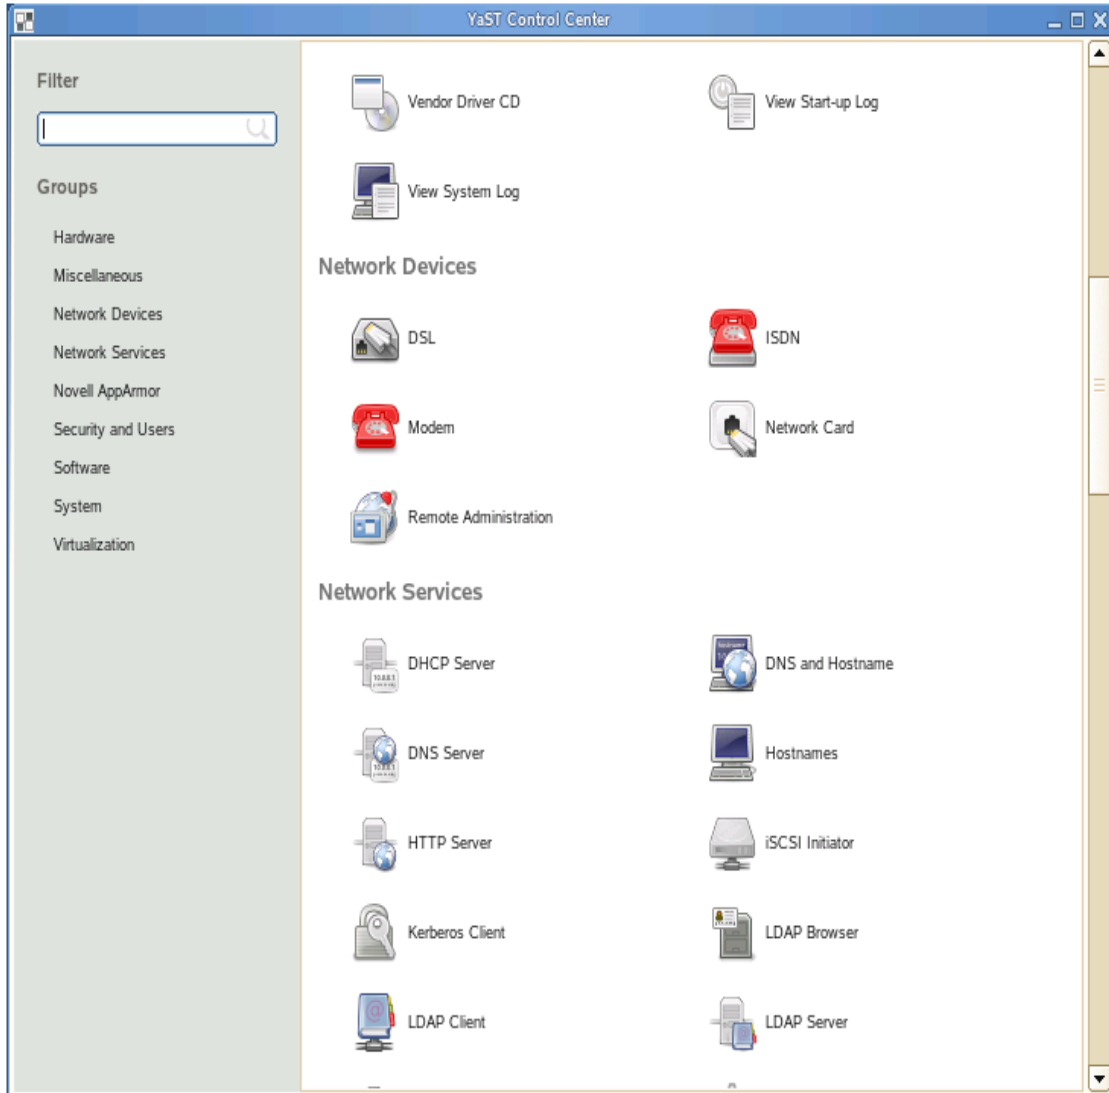 YaST Control Center
Filter
Groups
Hardware
Miscellaneous
Network Devices
Network Services
Novell AppArmor
Security and Users
Software
System
Virtualization
Vendor Driver CD
View Start-up Log
View System Log
Network Devices
DSL
ISDN
Modem
Network Card
Remote Administration
Network Services
DHCP Server
DNS and Hostname
DNS Server
Hostnames
HTTP Server
iSCSI Initiator
Kerberos Client
LDAP Browser
LDAP Client
LDAP Server